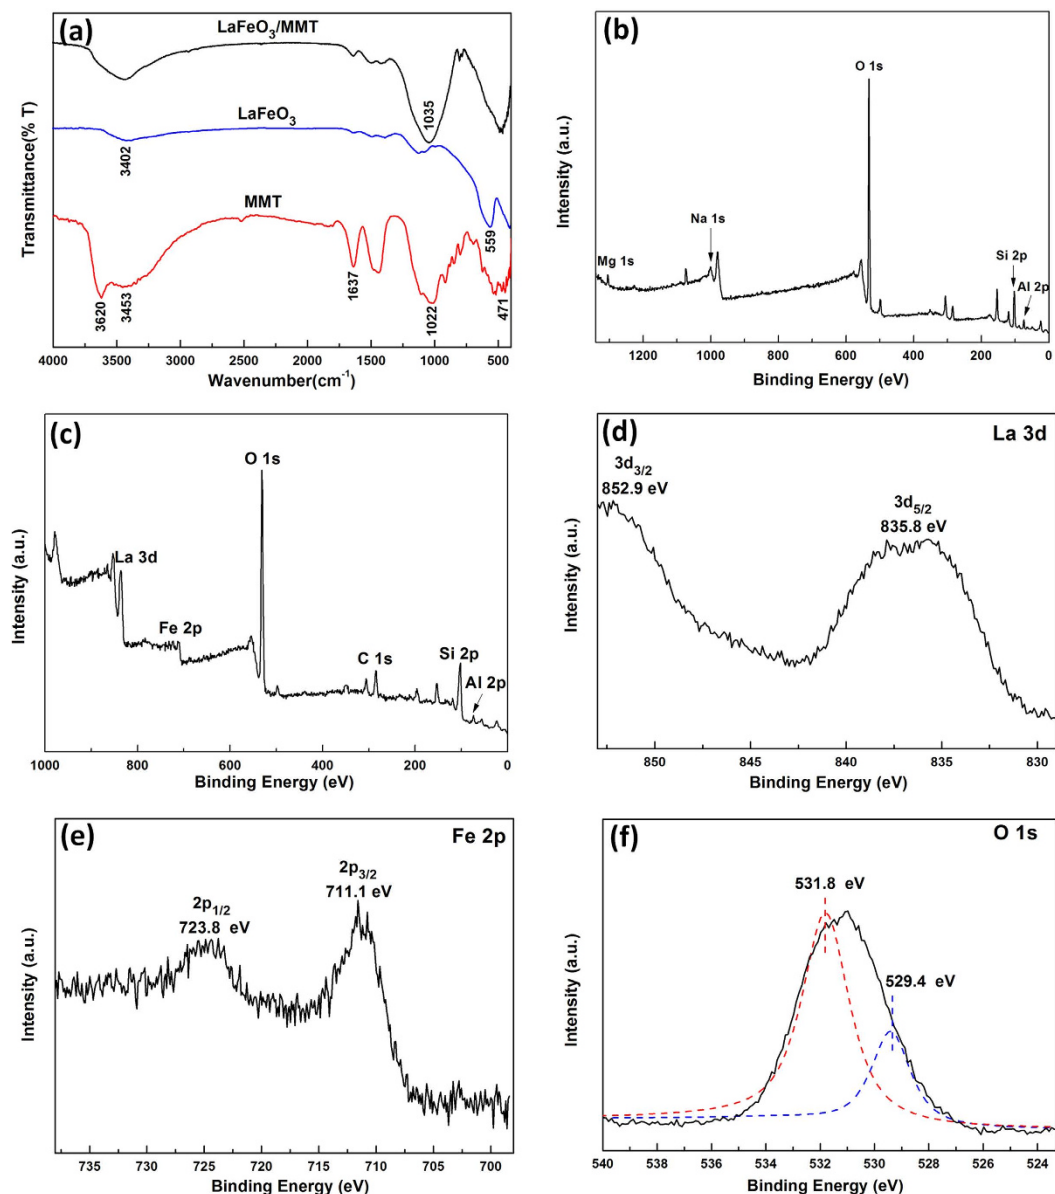 (a)
LaFeO3/MMT
1035
LaFeO3
3402
559
MMT
3620
3453
1637
1022
471
Transmittance(% T)
4000 3500 3000 2500 2000 1500 1000 500
Wavenumber(cm-1)
(b)
O 1s
Na 1s
Mg 1s
Si 2p
Al 2p
Intensity (a.u.)
1200 1000 800 600 400 200 0
Binding Energy (eV)
(c)
O 1s
La 3d
Fe 2p
C 1s
Si 2p
Al 2p
Intensity (a.u.)
1000 800 600 400 200 0
Binding Energy (eV)
(d)
La 3d
3d3/2
852.9 eV
3d5/2
835.8 eV
Intensity (a.u.)
850 845 840 835 830
Binding Energy (eV)
(e)
Fe 2p
2p3/2
711.1 eV
2p1/2
723.8 eV
Intensity (a.u.)
735 730 725 720 715 710 705 700
Binding Energy (eV)
(f)
O 1s
531.8 eV
529.4 eV
Intensity (a.u.)
540 538 536 534 532 530 528 526 524
Binding Energy (eV)